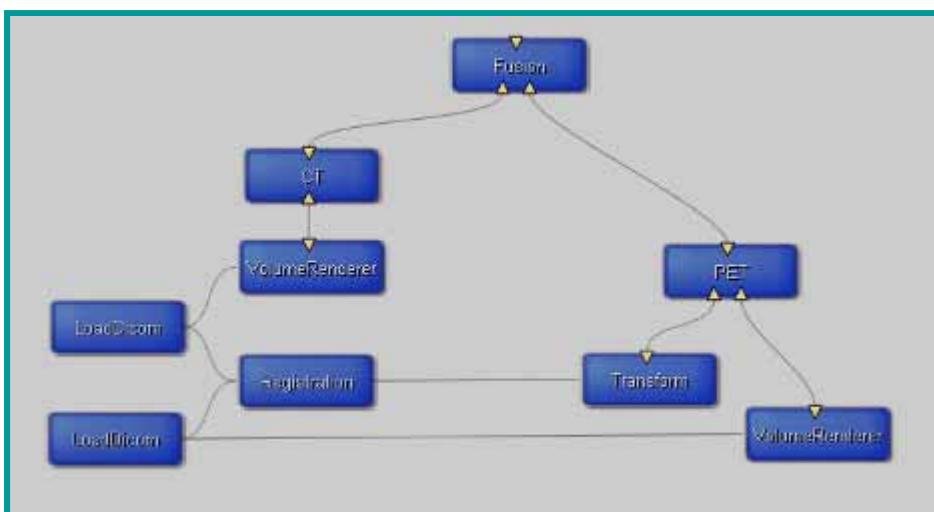 Fusion
CT
VolumeRenderer
PET
LoadDicom
Registration
Transform
LoadDicom
VolumeRenderer